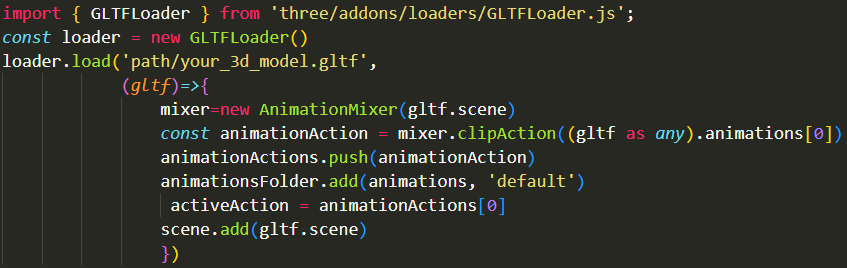 import { GLTFLoader } from 'three/addons/loaders/GLTFLoader.js';
const loader = new GLTFLoader()
loader.load('path/your_3d_model.gltf',
(gltf)=>{
mixer=new AnimationMixer(gltf.scene)
const animationAction = mixer.clipAction((gltf as any).animations[0])
animationActions.push(animationAction)
animationsFolder.add(animations, 'default')
activeAction = animationActions[0]
scene.add(gltf.scene)
})